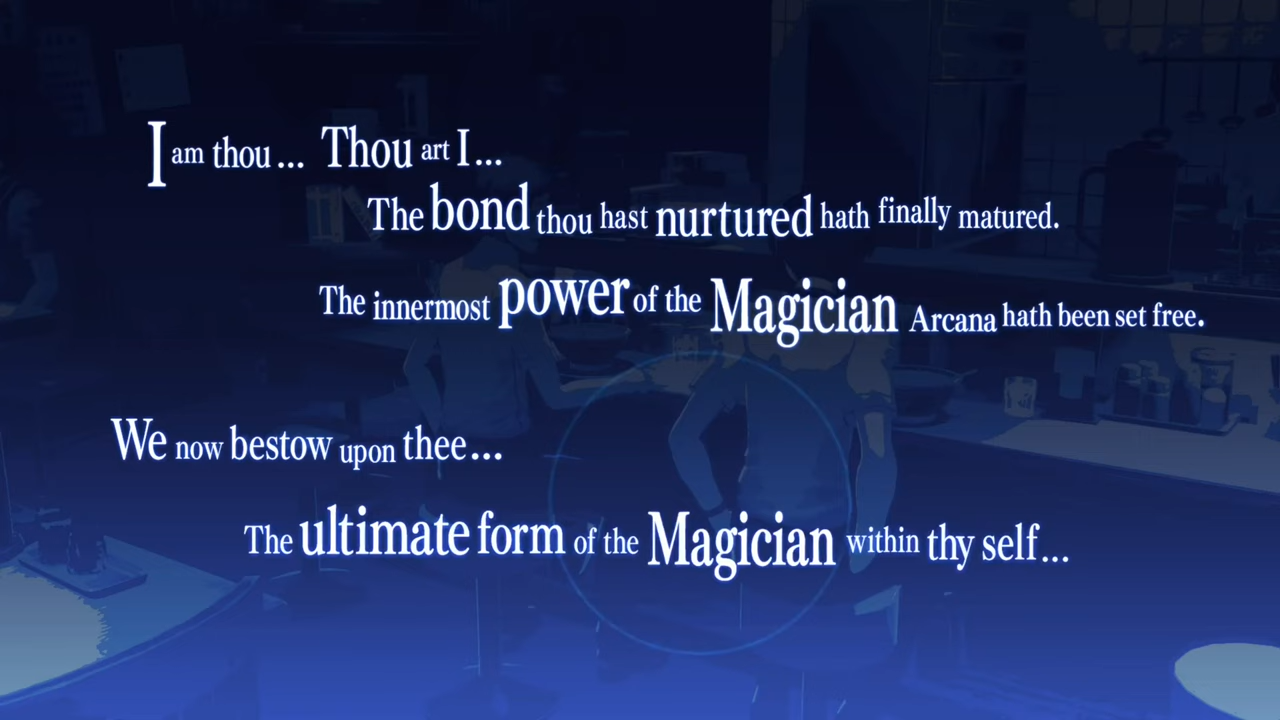 I am thou... Thou art I...
The bond thou hast nurtured hath finally matured.
The innermost power of the Magician Arcana hath been set free.
We now bestow upon thee...
The ultimate form of the Magician within thy self...